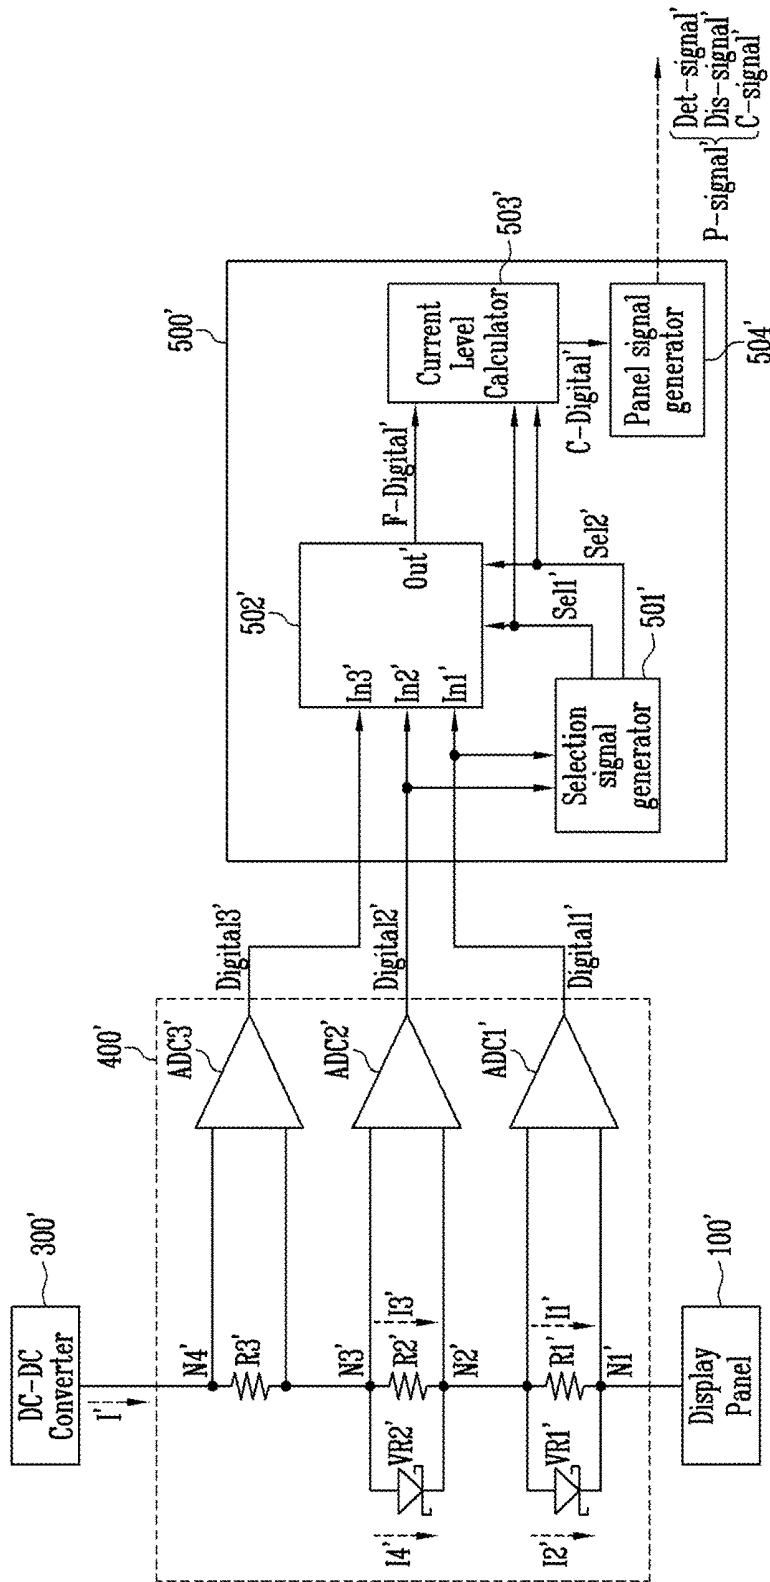 DC-DC
Converter
300'
I'
400'
N4'
R3'
ADC3'
Digital3'
N3'
VR2'
R2'
I3'
I4'
N2'
ADC2'
Digital2'
VR1'
R1'
I1'
I2'
N1'
ADC1'
Digital1'
Display
Panel
100'
500'
502'
In3'
In2'
In1'
Out'
F-Digital'
Current
Level
Calculator
503'
Sel1'
Sel2'
Selection
signal
generator
501'
C-Digital'
Panel signal
generator
504'
P-signal'
Det-signal'
Dis-signal'
C-signal'